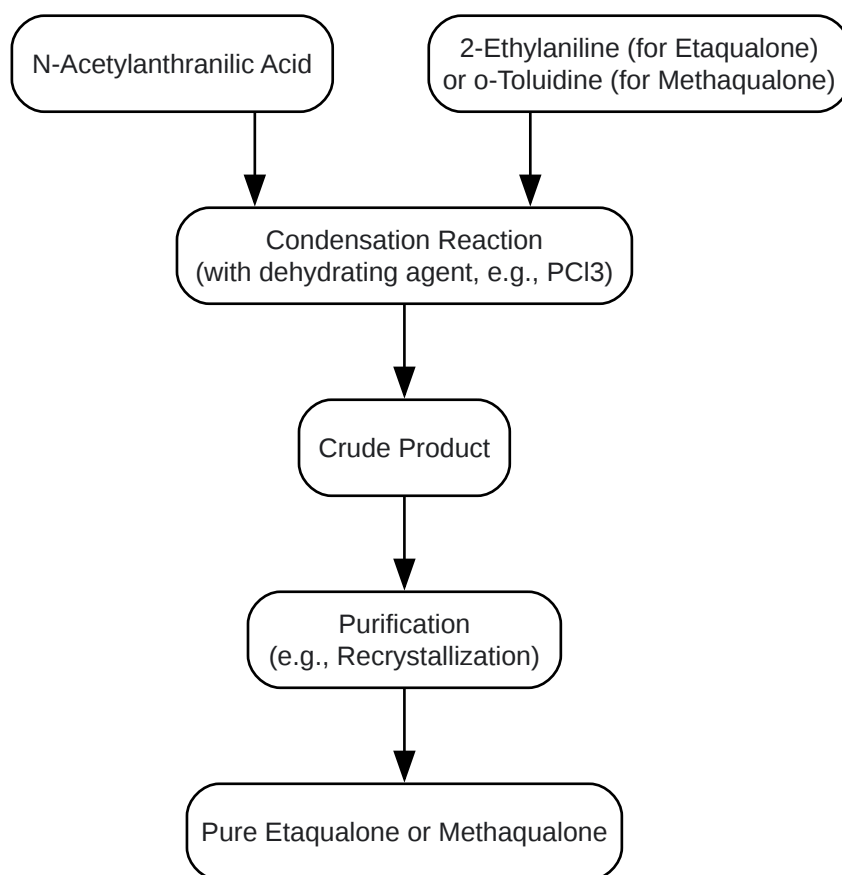 N-Acetylanthranilic Acid
2-Ethylaniline (for Etaqualone)
or o-Toluidine (for Methaqualone)
Condensation Reaction
(with dehydrating agent, e.g., PCl3)
Crude Product
Purification
(e.g., Recrystallization)
Pure Etaqualone or Methaqualone